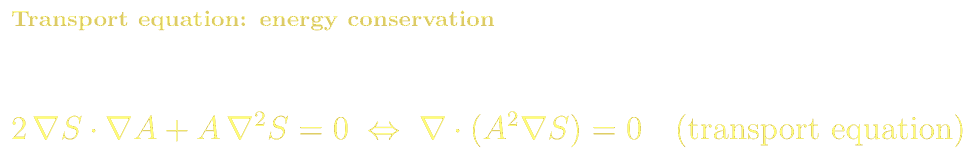 Transport equation: energy conservation
2 ∇S · ∇A + A ∇²S = 0 ⇔ ∇ · (A²∇S) = 0 (transport equation)